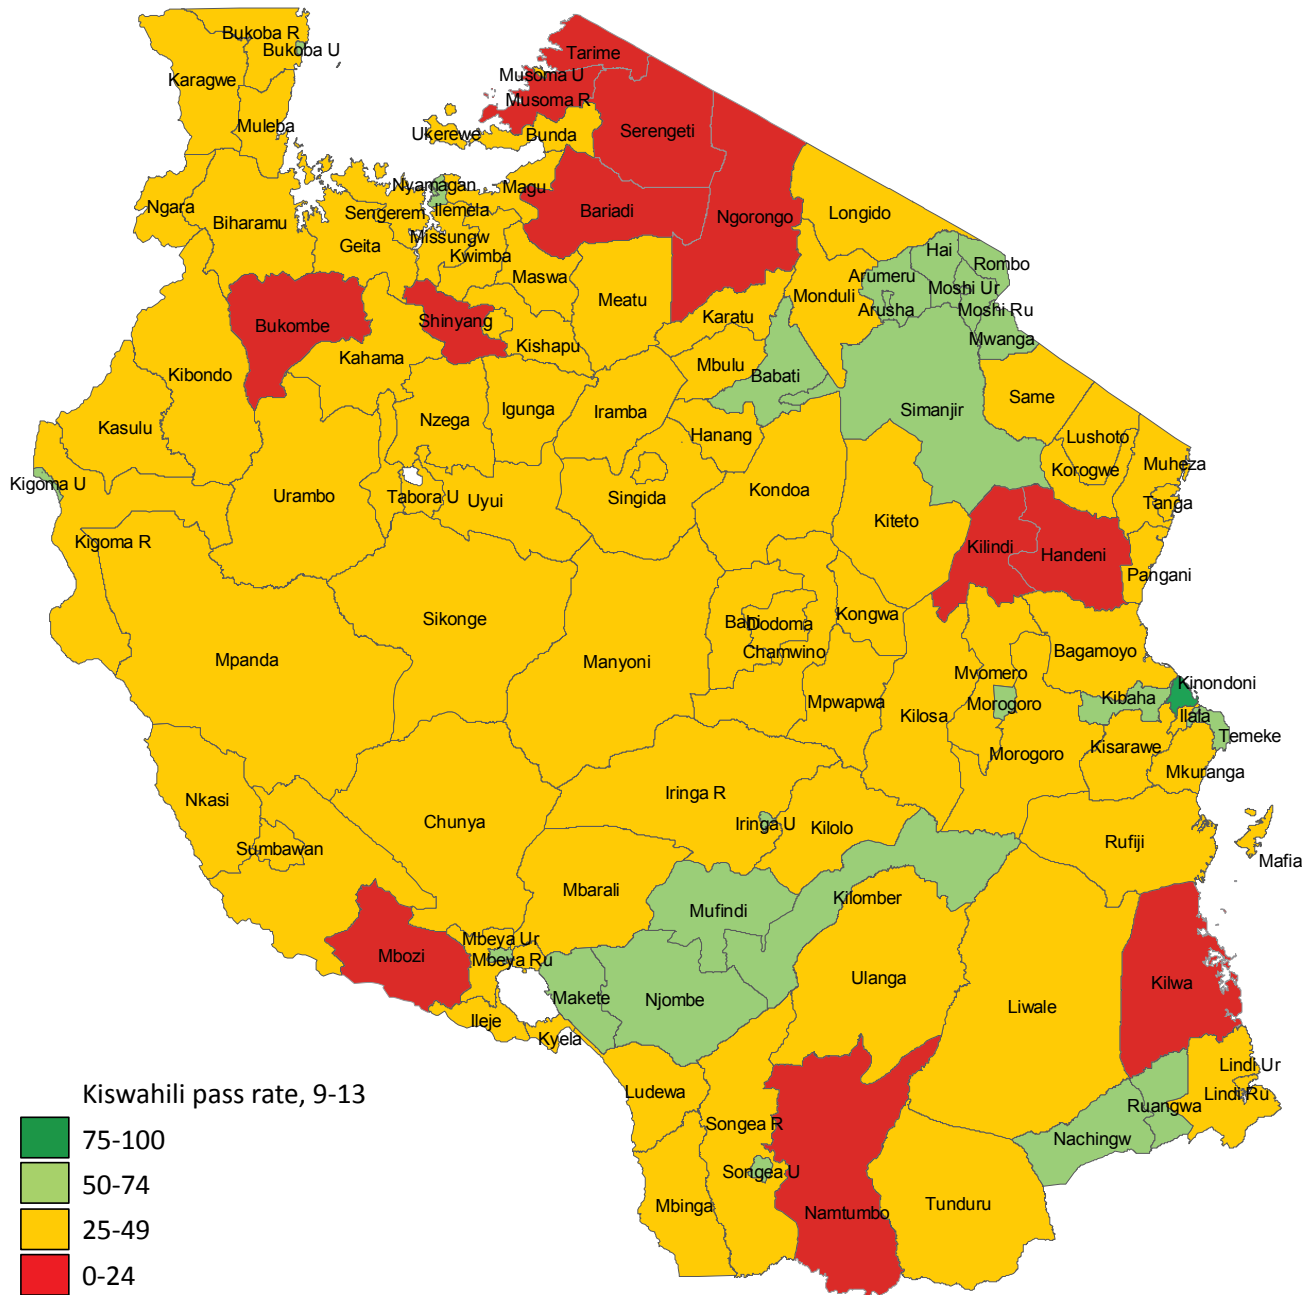 Bukoba R
Bukoba U
Karagwe
Muleba
Tarime
Musoma U
Musoma R
Serengeti
Ukerewe
Bunda
Nyamagan
Magu
Ngara
Biharamu
Sengerem
Ilemela
Bariadi
Ngorongo
Longido
Geita
Missungw
Kwimba
Maswa
Meatu
Hai
Rombo
Arumeru
Moshi Ur
Monduli
Arusha
Moshi Ru
Mwanga
Bukombe
Shinyang
Karatu
Kishapu
Kahama
Mbulu
Babati
Kibondo
Simanjir
Same
Kasulu
Nzega
Igunga
Iramba
Hanang
Lushoto
Korogwe
Muheza
Kigoma U
Urambo
Tabora U
Uyui
Singida
Kondoa
Tanga
Kiteto
Kigoma R
Kilindi
Handeni
Pangani
Sikonge
Bahi
Dodoma
Kongwa
Mpanda
Manyoni
Chamwino
Bagamoyo
Mvomero
Kinondoni
Mpwapwa
Kilosa
Morogoro
Kibaha
Ilala
Temeke
Morogoro
Kisarawe
Mkuranga
Nkasi
Iringa R
Chunya
Iringa U
Kilolo
Rufiji
Sumbawan
Mafia
Mbarali
Kilomber
Mufindi
Mbeya Ur
Mbozi
Mbeya Ru
Ulanga
Kilwa
Makete
Njombe
Liwale
Ileje
Kyela
Lindi Ur
Ludewa
Lindi Ru
Ruangwa
Songea R
Nachingw
Songea U
Mbinga
Namtumbo
Tunduru
Kiswahili pass rate, 9-13
75-100
50-74
25-49
0-24